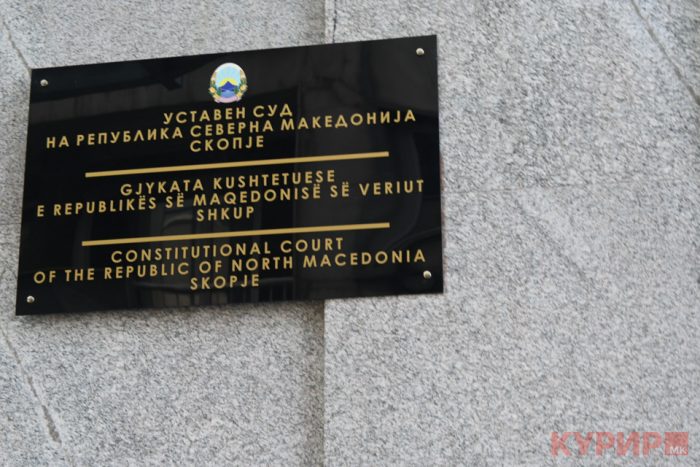 УСТАВЕН СУД
НА РЕПУБЛИКА СЕВЕРНА МАКЕДОНИЈА
СКОПЈЕ
GJYKATA KUSHTETUESE
E REPUBLIKËS SË MAQEDONISË SË VERIUT
SHKUP
CONSTITUTIONAL COURT
OF THE REPUBLIC OF NORTH MACEDONIA
SKOPJE
КУРИР
МК